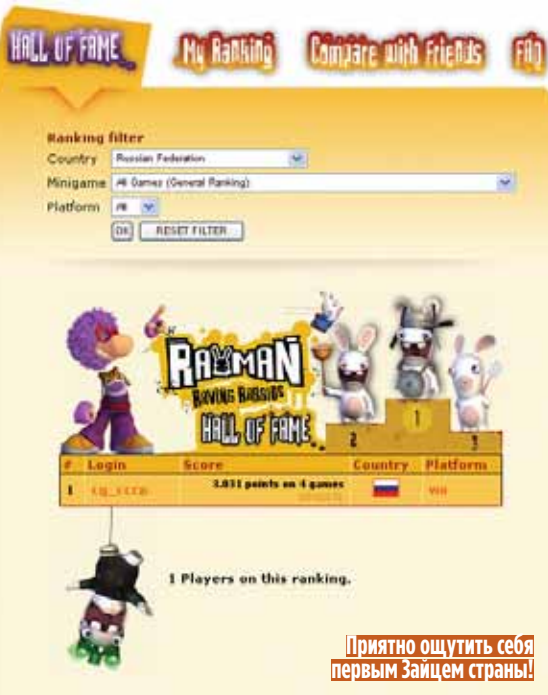 HALL OF FAME
My Ranking
Compare with Friends
FAQ
Ranking filter
Country Russian Federation
Minigame All Games (General Ranking)
Platform All
OK RESET FILTER
RAYMAN
RAVING RABBIDS
HALL OF FAME
2 1 3
# Login Score Country Platform
1 cg_cccp 3.031 points on 4 games WII
1 Players on this ranking.
Приятно ощутить себя
первым Зайцем страны!